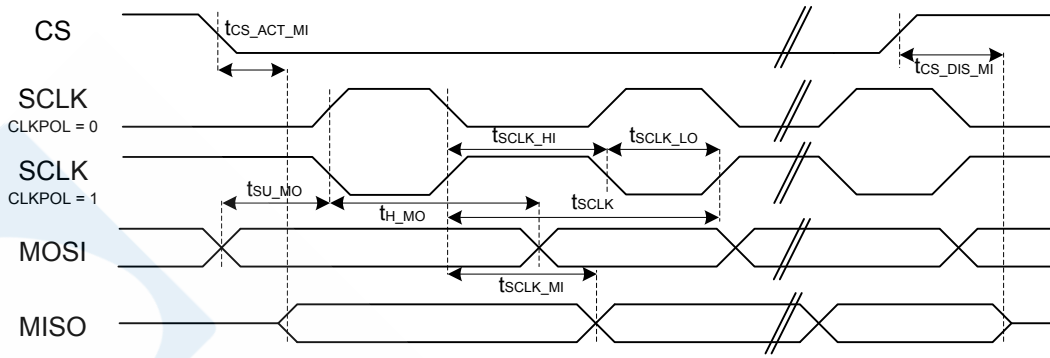 CS
tCS_ACT_MI
tCS_DIS_MI
SCLK
CLKPOL = 0
tSCLK_HI
tSCLK_LO
SCLK
CLKPOL = 1
tSU_MO
tH_MO
tSCLK
MOSI
tSCLK_MI
MISO